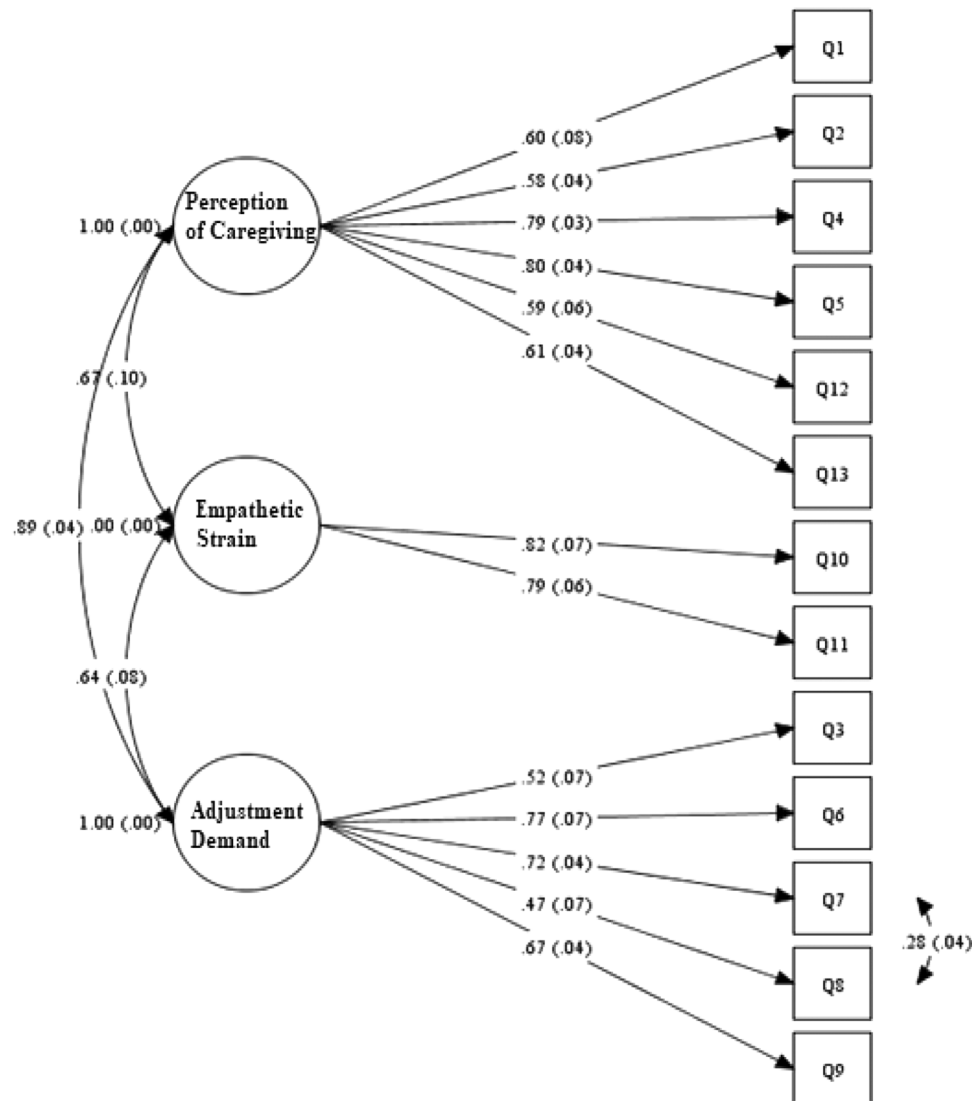 Q1
.60 (.08)
Q2
.58 (.04)
Perception
of Caregiving
1.00 (.00)
.79 (.03)
Q4
.80 (.04)
Q5
.59 (.06)
.61 (.04)
Q12
.67 (.10)
Q13
Empathetic
Strain
.89 (.04)
.00 (.00)
.82 (.07)
Q10
.79 (.06)
Q11
.64 (.08)
Q3
.52 (.07)
Adjustment
Demand
1.00 (.00)
.77 (.07)
Q6
.72 (.04)
Q7
.47 (.07)
.28 (.04)
.67 (.04)
Q8
Q9